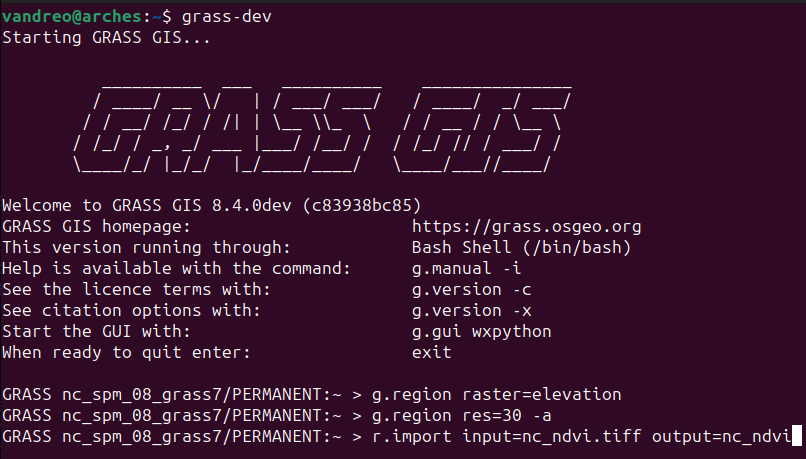 vandreo@arches:~$ grass-dev
Starting GRASS GIS...
GRASS GIS
Welcome to GRASS GIS 8.4.0dev (c83938bc85)
GRASS GIS homepage: https://grass.osgeo.org
This version running through: Bash Shell (/bin/bash)
Help is available with the command: g.manual -i
See the licence terms with: g.version -c
See citation options with: g.version -x
Start the GUI with: g.gui wxpython
When ready to quit enter: exit
GRASS nc_spm_08_grass7/PERMANENT:~ > g.region raster=elevation
GRASS nc_spm_08_grass7/PERMANENT:~ > g.region res=30 -a
GRASS nc_spm_08_grass7/PERMANENT:~ > r.import input=nc_ndvi.tiff output=nc_ndvi